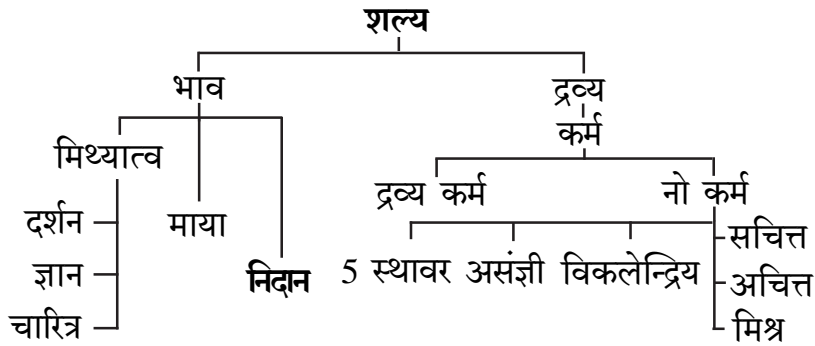 शल्य
भाव द्रव्य
कर्म
मिथ्यात्व
द्रव्य कर्म नो कर्म
दर्शन माया सचित्त
ज्ञान निदान 5 स्थावर असंज्ञी विकलेन्द्रिय अचित्त
चारित्र मिश्र